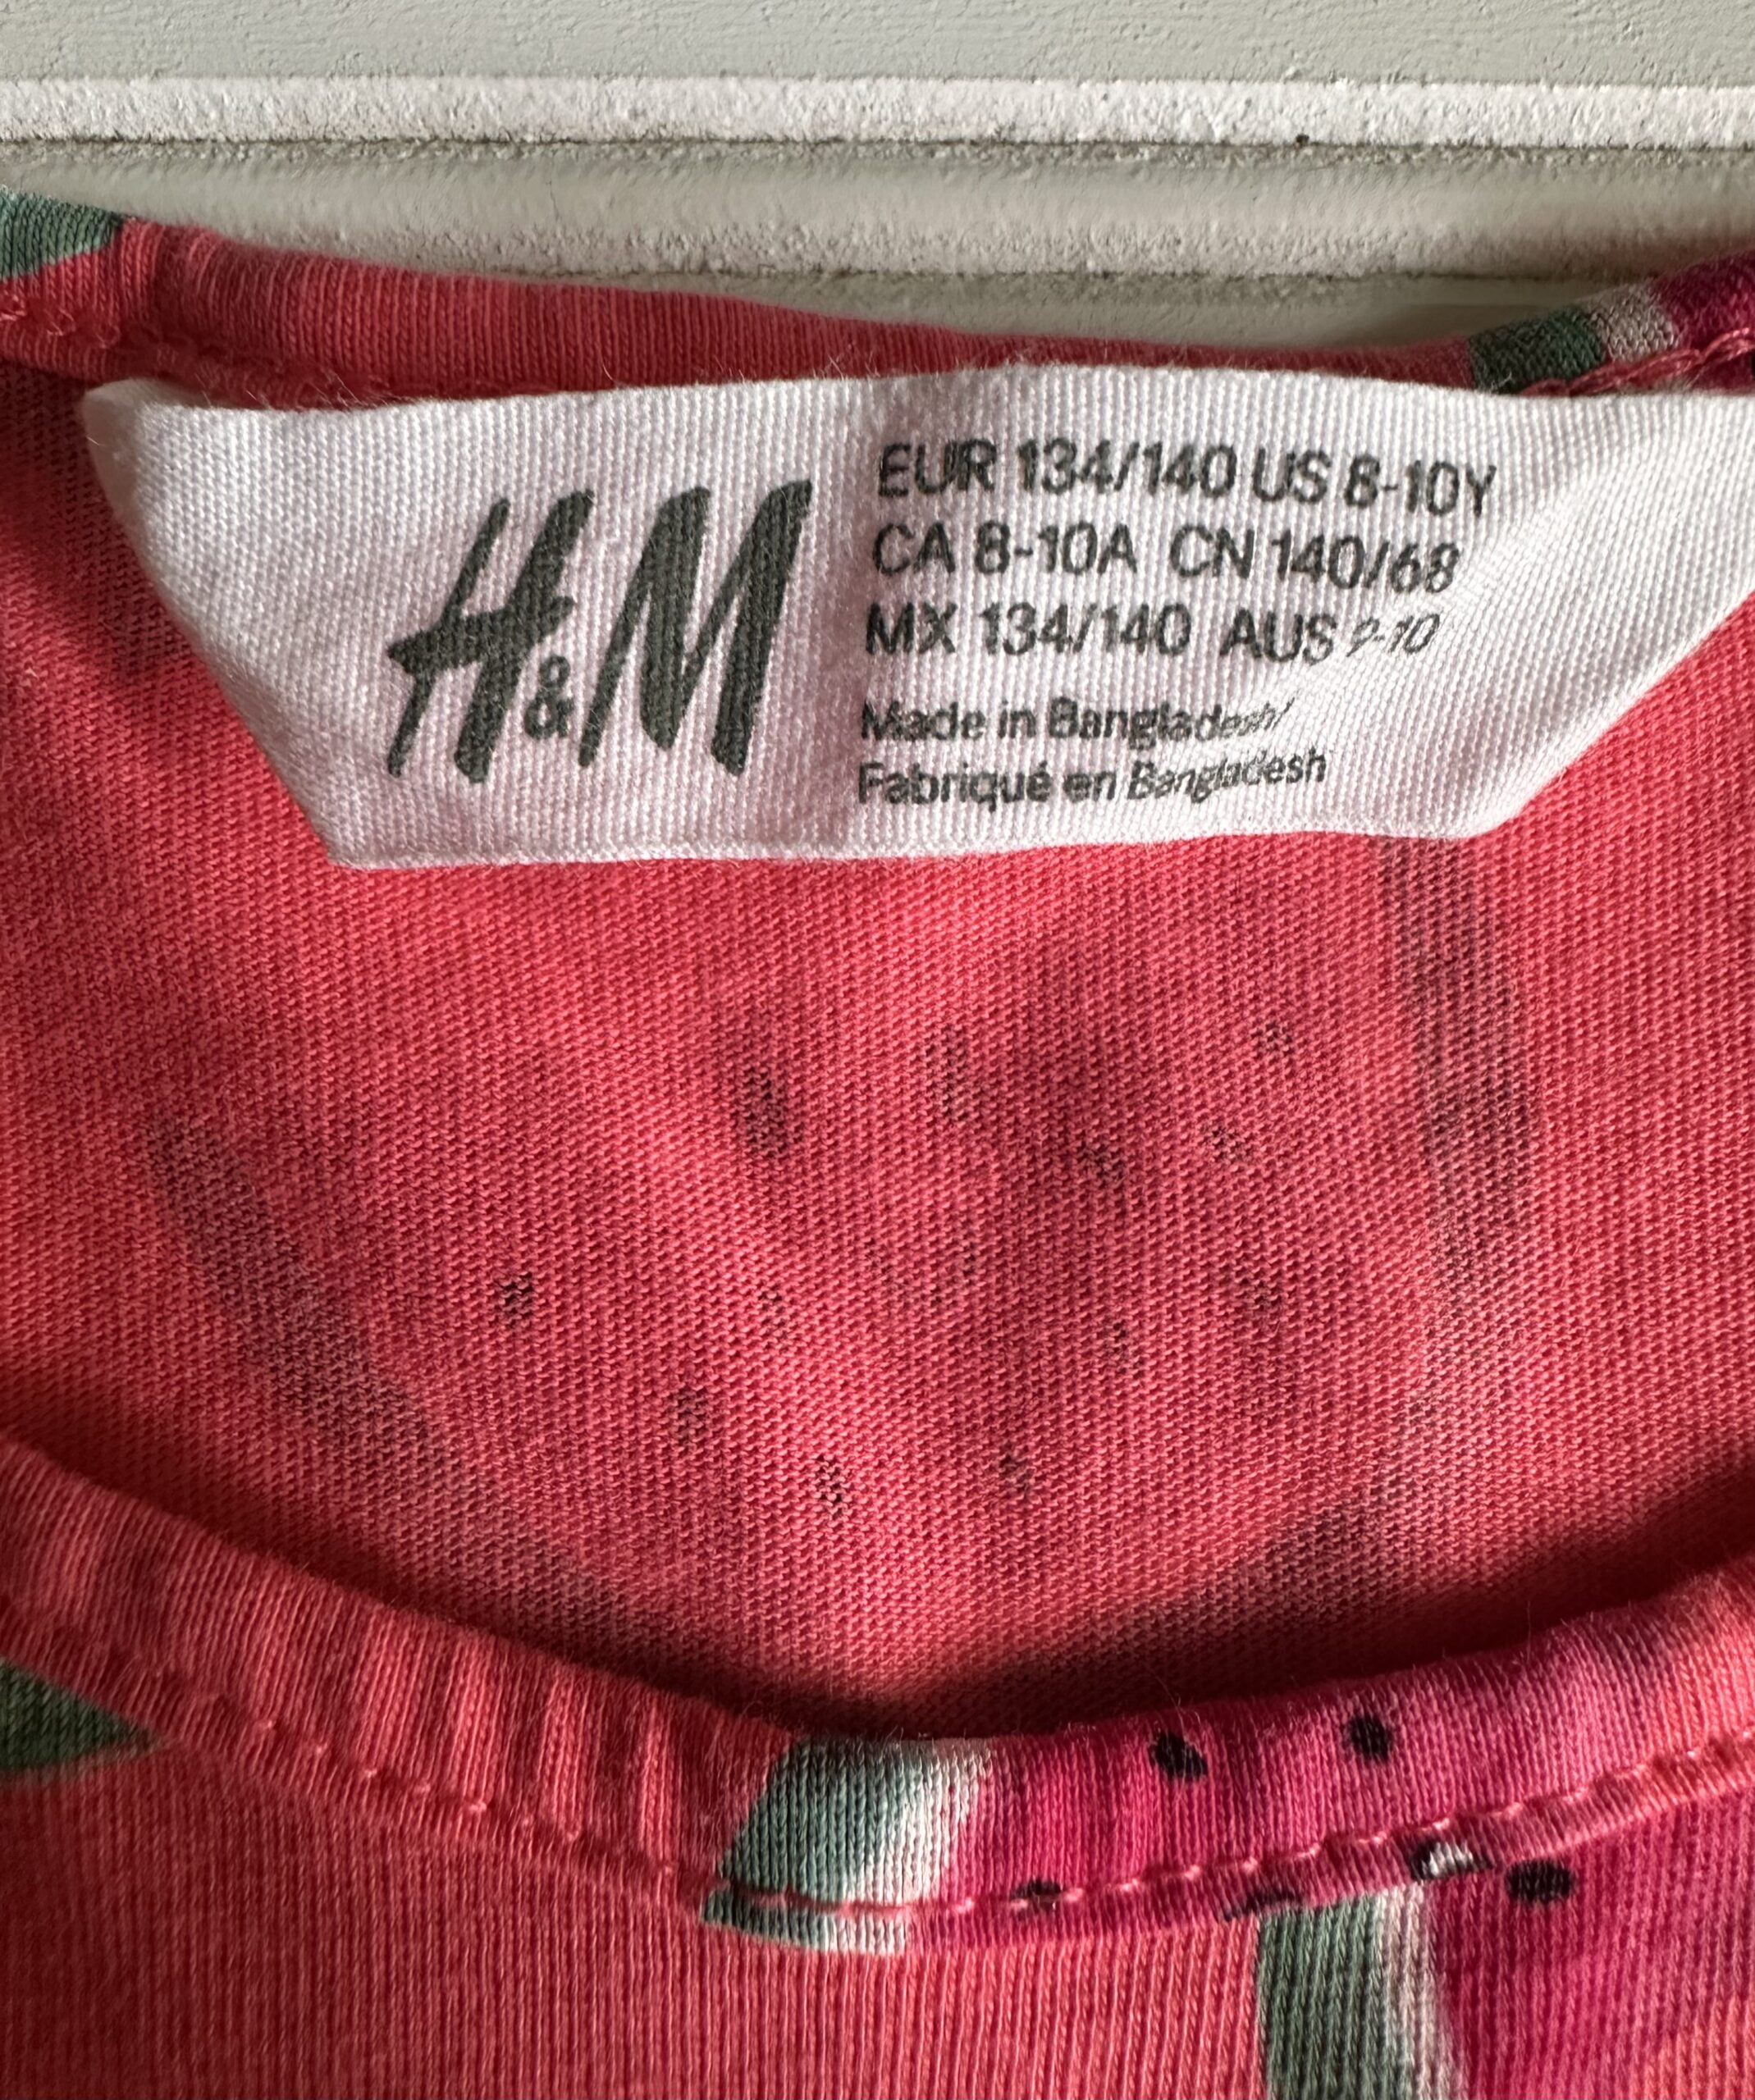 H&M
EUR 134/140 US 8-10Y
CA 8-10A CN 140/68
MX 134/140 AUS
Made in Bangladesh/
Fabriqué en Bangladesh